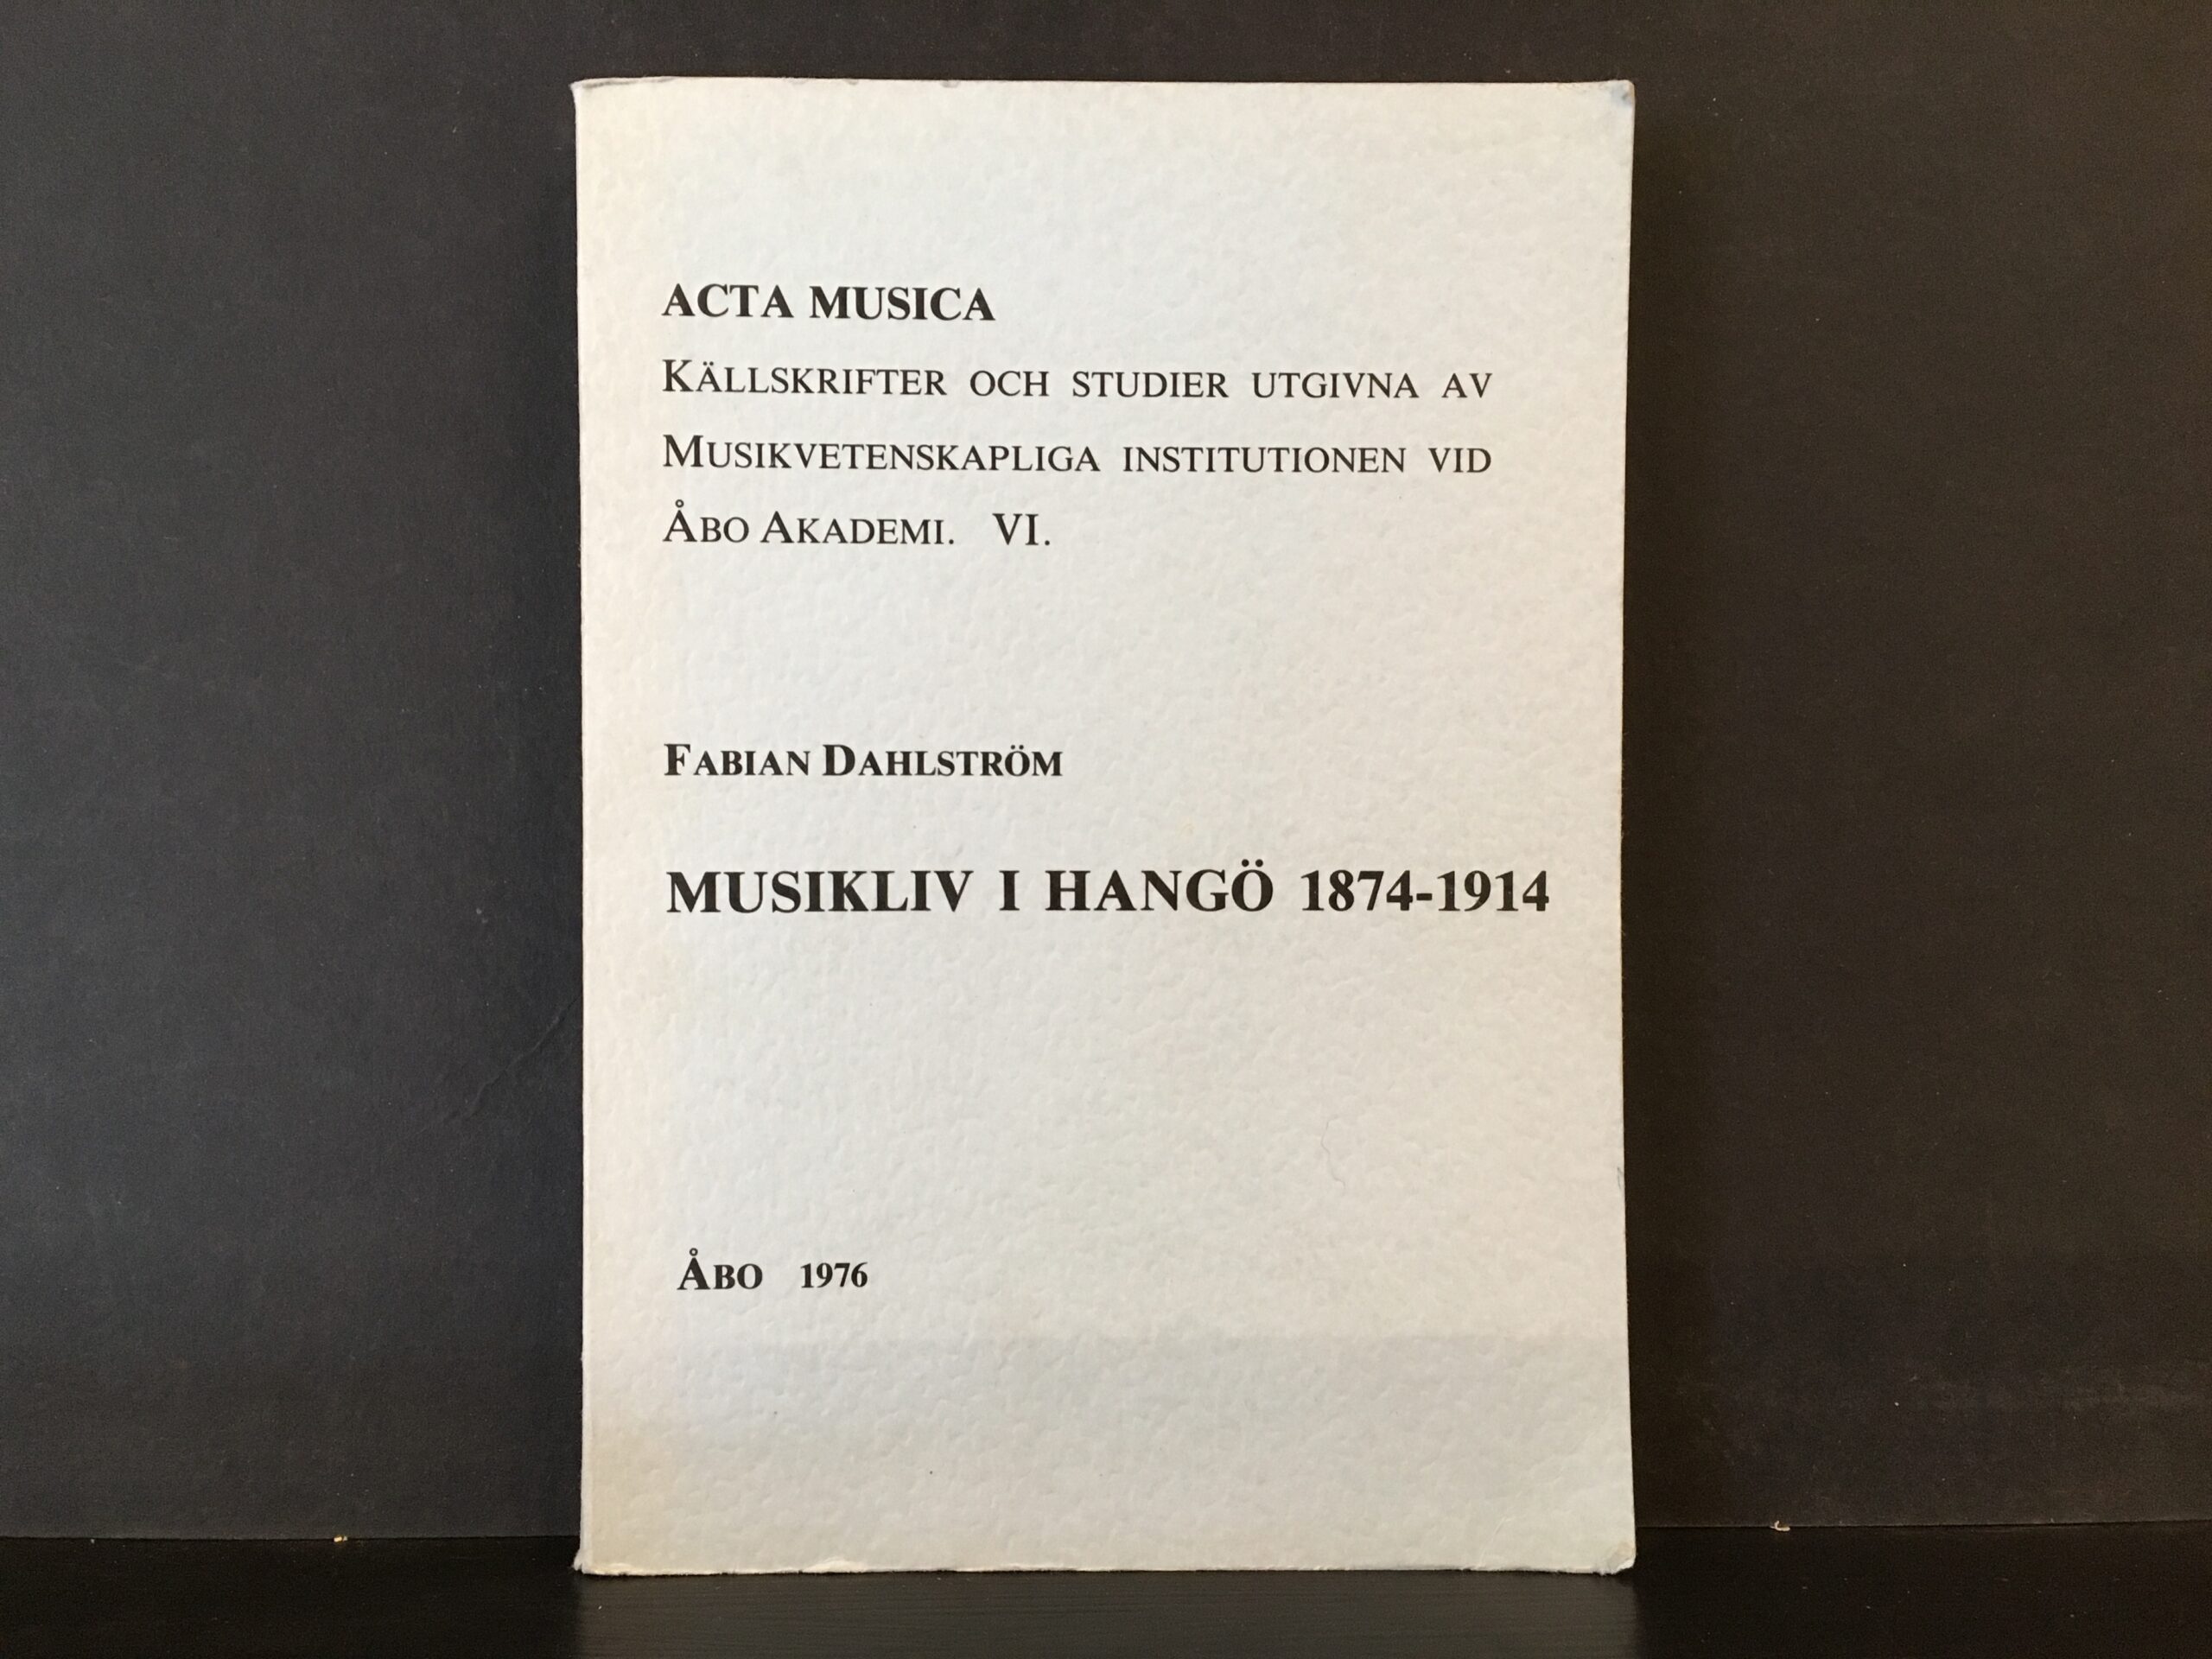 ACTA MUSICA
KÄLLSKRIFTER OCH STUDIER UTGIVNA AV
MUSIKVETENSKAPLIGA INSTITUTIONEN VID
ÅBO AKADEMI. VI.
FABIAN DAHLSTRÖM
MUSIKLIV I HANGÖ 1874-1914
ÅBO 1976